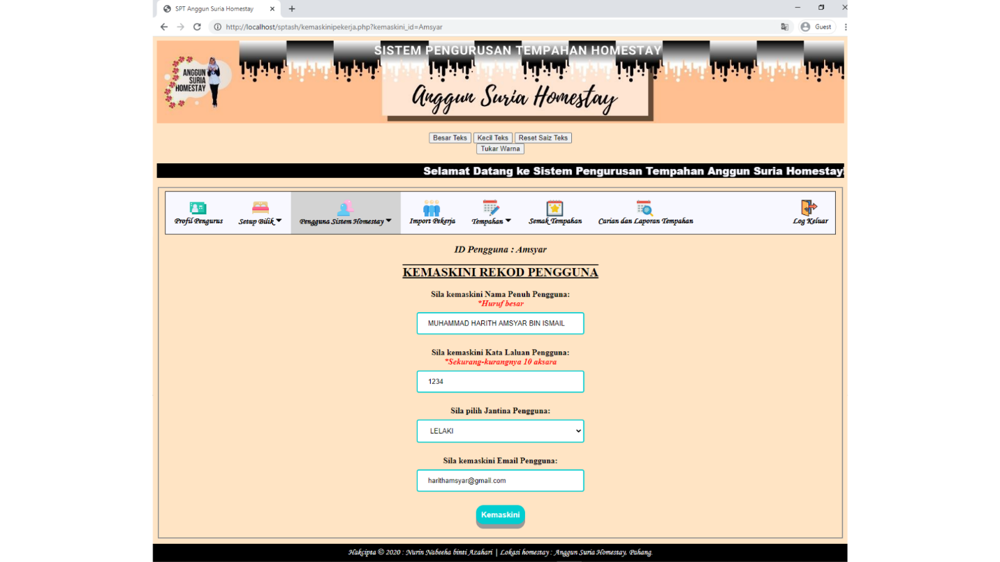 SPT Anggun Suria Homestay
http://localhost/sptash/kemaskinipekerja.php?kemaskini_id=Amsyar
Guest
SISTEM PENGURUSAN TEMPAHAN HOMESTAY
ANGGUN
SURIA
HOMESTAY
Anggun Suria Homestay
Besar Teks Kecil Teks Reset Saiz Teks
Tukar Warna
Selamat Datang ke Sistem Pengurusan Tempahan Anggun Suria Homestay!
Profil Pengurus Setup Bilik Pengguna Sistem Homestay Import Pekerja Tempahan Semak Tempahan Carian dan Laporan Tempahan Log Keluar
ID Pengguna : Amsyar
KEMASKINI REKOD PENGGUNA
Sila kemaskini Nama Penuh Pengguna:
*Huruf besar
MUHAMMAD HARITH AMSYAR BIN ISMAIL
Sila kemaskini Kata Laluan Pengguna:
*Sekurang-kurangnya 10 aksara
1234
Sila pilih Jantina Pengguna:
LELAKI
Sila kemaskini Email Pengguna:
harithamsyar@gmail.com
Kemaskini
Hakcipta © 2020 : Nurin Nabeeha binti Azahari | Lokasi homestay : Anggun Suria Homestay, Pahang.